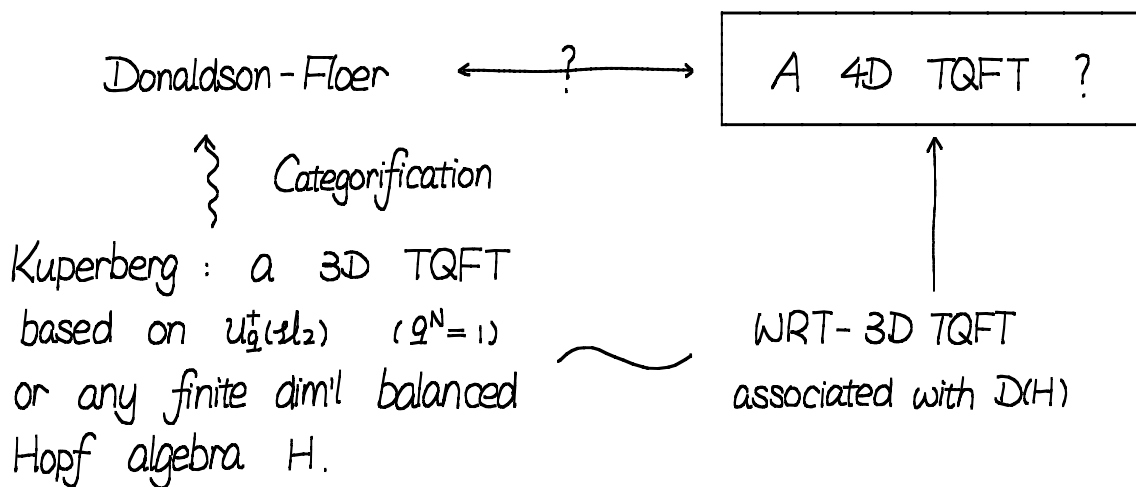 Donaldson-Floer
?
A 4D TQFT ?
Categorification
Kuperberg : a 3D TQFT
based on u_q^+(sl_2) (q^N = 1)
or any finite dim'l balanced
Hopf algebra H.
WRT-3D TQFT
associated with D(H)